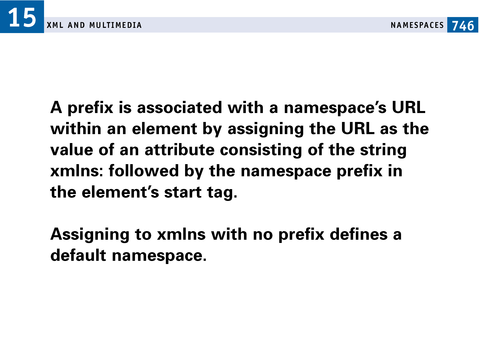 15
XML AND MULTIMEDIA
NAMESPACES 746
A prefix is associated with a namespace’s URL
within an element by assigning the URL as the
value of an attribute consisting of the string
xmlns: followed by the namespace prefix in
the element’s start tag.
Assigning to xmlns with no prefix defines a
default namespace.